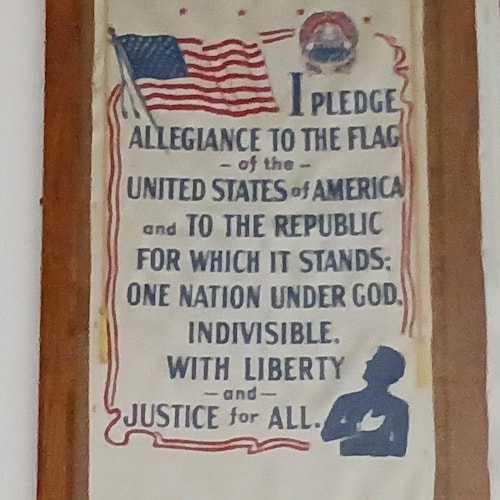 I PLEDGE
ALLEGIANCE TO THE FLAG
- of the -
UNITED STATES of AMERICA
and TO THE REPUBLIC
FOR WHICH IT STANDS;
ONE NATION UNDER GOD,
INDIVISIBLE,
WITH LIBERTY
- and -
JUSTICE for ALL.